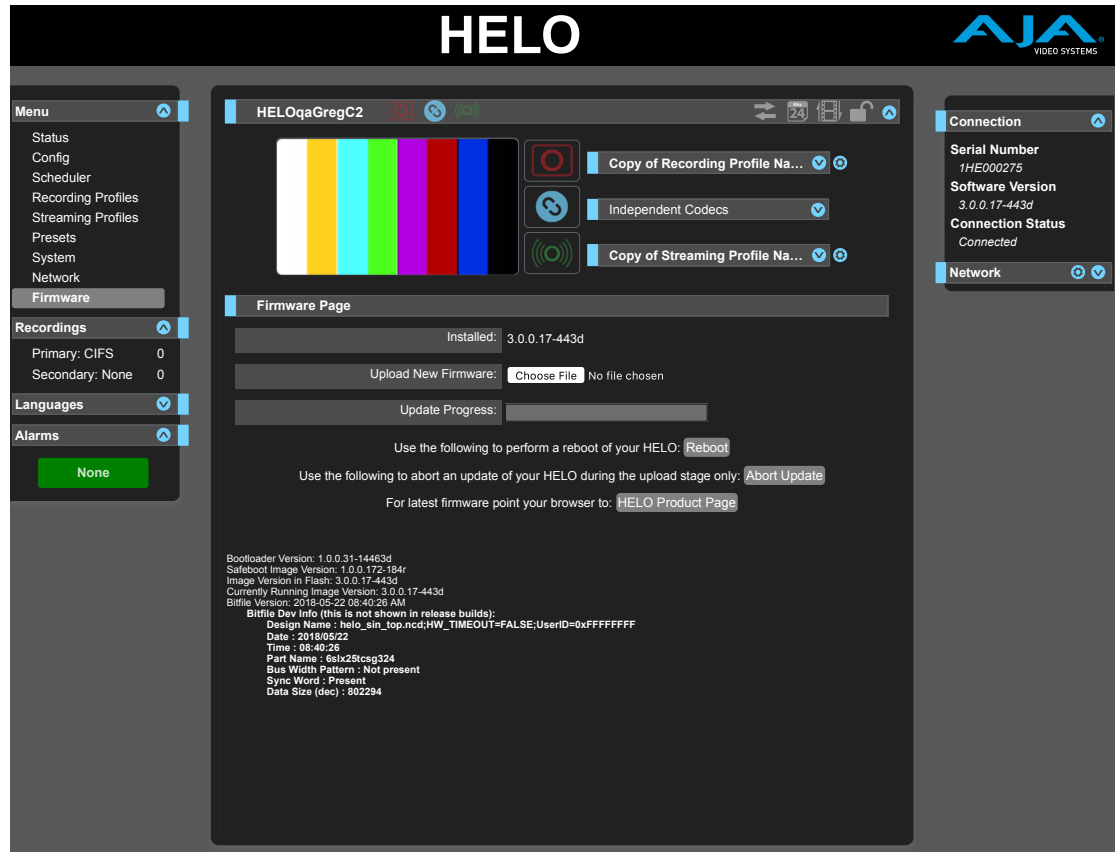 HELO
AJA
VIDEO SYSTEMS
Menu
Status
Config
Scheduler
Recording Profiles
Streaming Profiles
Presets
System
Network
Firmware
Recordings
Primary: CIFS 0
Secondary: None 0
Languages
Alarms
None
HELOqaGregC2
24
Copy of Recording Profile Na...
Independent Codecs
Copy of Streaming Profile Na...
Firmware Page
Installed: 3.0.0.17-443d
Upload New Firmware: Choose File No file chosen
Update Progress:
Use the following to perform a reboot of your HELO: Reboot
Use the following to abort an update of your HELO during the upload stage only: Abort Update
For latest firmware point your browser to: HELO Product Page
Bootloader Version: 1.0.0.31-14463d
Safeboot Image Version: 1.0.0.172-184r
Image Version in Flash: 3.0.0.17-443d
Currently Running Image Version: 3.0.0.17-443d
Bitfile Version: 2018-05-22 08:40:26 AM
Bitfile Dev Info (this is not shown in release builds):
Design Name : helo_sin_top.ncd;HW_TIMEOUT=FALSE;UserID=0xFFFFFFFF
Date : 2018/05/22
Time : 08:40:26
Part Name : 6slx25tcsg324
Bus Width Pattern : Not present
Sync Word : Present
Data Size (dec) : 802294
Connection
Serial Number
1HE000275
Software Version
3.0.0.17-443d
Connection Status
Connected
Network